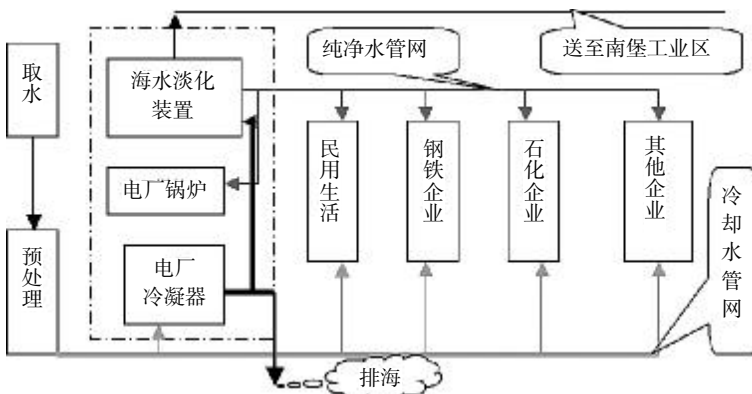 纯净水管网
送至南堡工业区
取水
海水淡化
装置
民用生活
钢铁企业
石化企业
其他企业
电厂锅炉
冷却水管网
预处理
电厂
冷凝器
排海